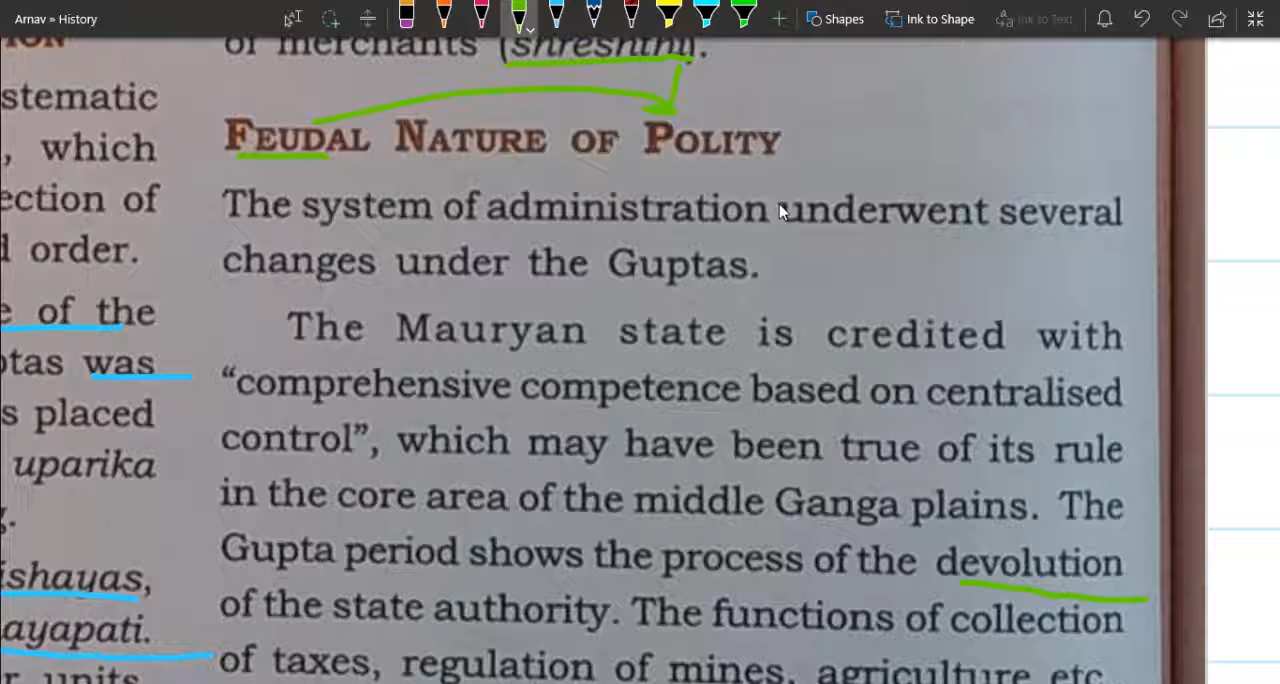 Arnav » History
Shapes
Ink to Shape
Ink to Text
of merchants (shreshthi).
stematic
, which
ection of
d order.
e of the
ptas was
s placed
uparika
ishayas,
ayapati.
r units
FEUDAL NATURE OF POLITY
The system of administration underwent several
changes under the Guptas.
The Mauryan state is credited with
“comprehensive competence based on centralised
control”, which may have been true of its rule
in the core area of the middle Ganga plains. The
Gupta period shows the process of the devolution
of the state authority. The functions of collection
of taxes, regulation of mines, agriculture etc.,